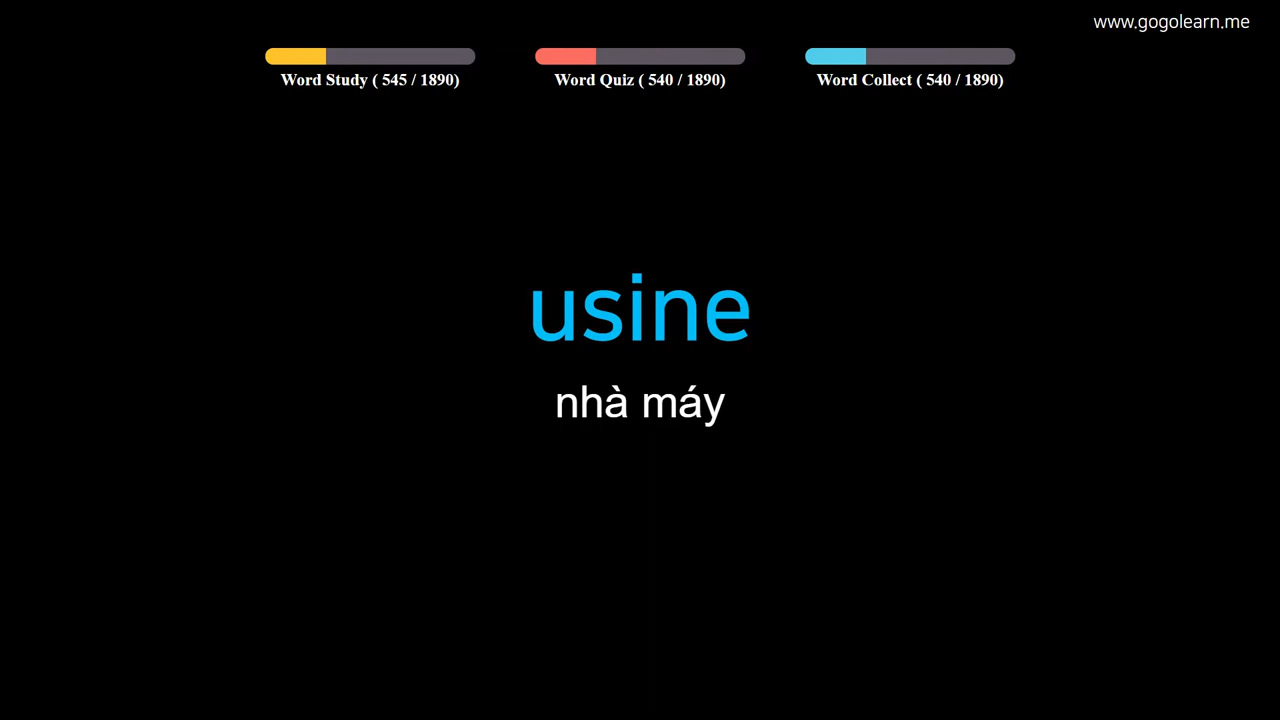 www.gogolearn.me
Word Study ( 545 / 1890)
Word Quiz ( 540 / 1890)
Word Collect ( 540 / 1890)
usine
nhà máy